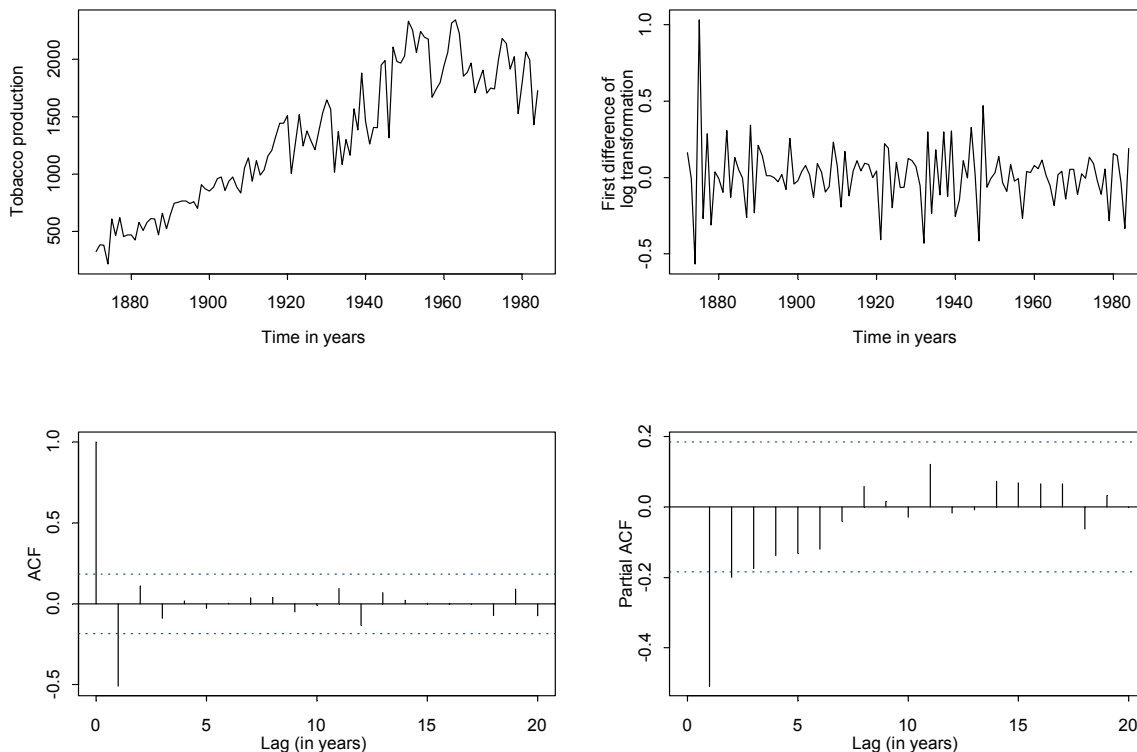 Tobacco production
2000
1500
1000
500
1880 1900 1920 1940 1960 1980
Time in years
First difference of
log transformation
1.0
0.5
0.0
-0.5
1880 1900 1920 1940 1960 1980
Time in years
ACF
1.0
0.5
0.0
-0.5
0 5 10 15 20
Lag (in years)
Partial ACF
0.2
0.0
-0.2
-0.4
0 5 10 15 20
Lag (in years)